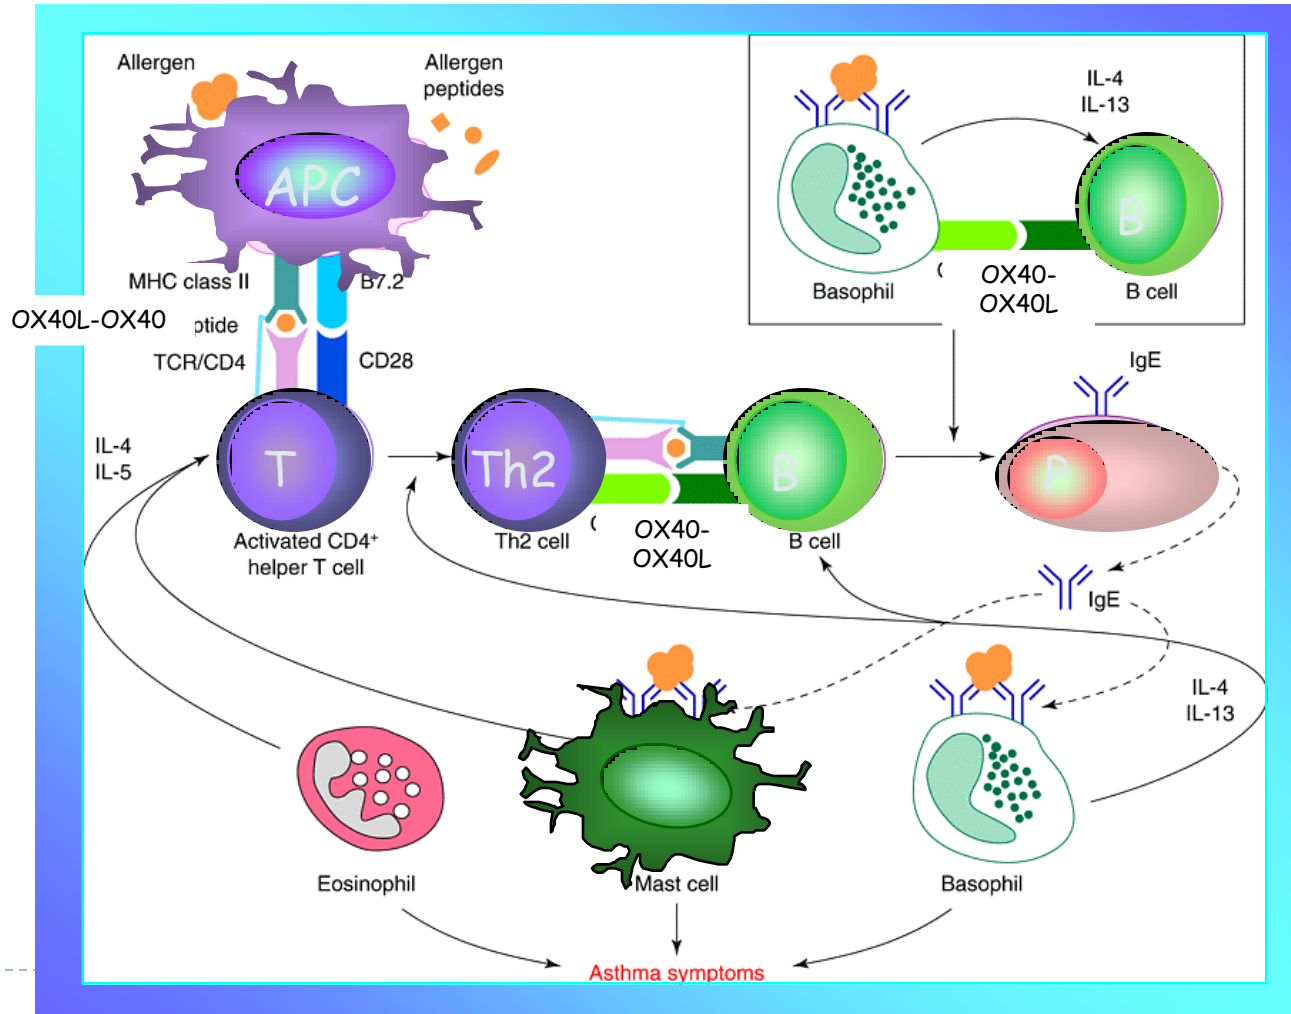 Allergen
Allergen
peptides
APC
MHC class II
B7.2
OX40L-OX40
ptide
TCR/CD4
CD28
IL-4
IL-13
B
Basophil
OX40-
OX40L
B cell
IgE
IL-4
IL-5
T
Th2
B
P
Activated CD4+
helper T cell
Th2 cell
OX40-
OX40L
B cell
IgE
IL-4
IL-13
Eosinophil
Mast cell
Basophil
Asthma symptoms